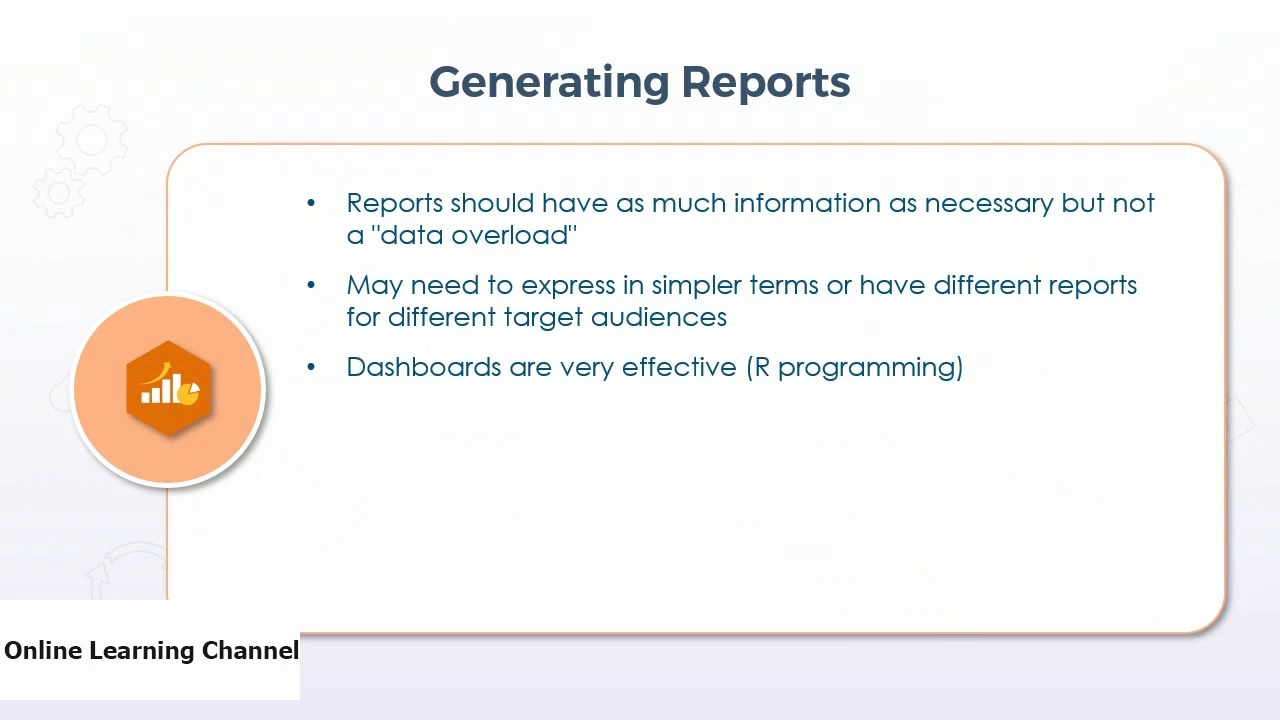 Generating Reports
• Reports should have as much information as necessary but not
a "data overload"
• May need to express in simpler terms or have different reports
for different target audiences
• Dashboards are very effective (R programming)
Online Learning Channel